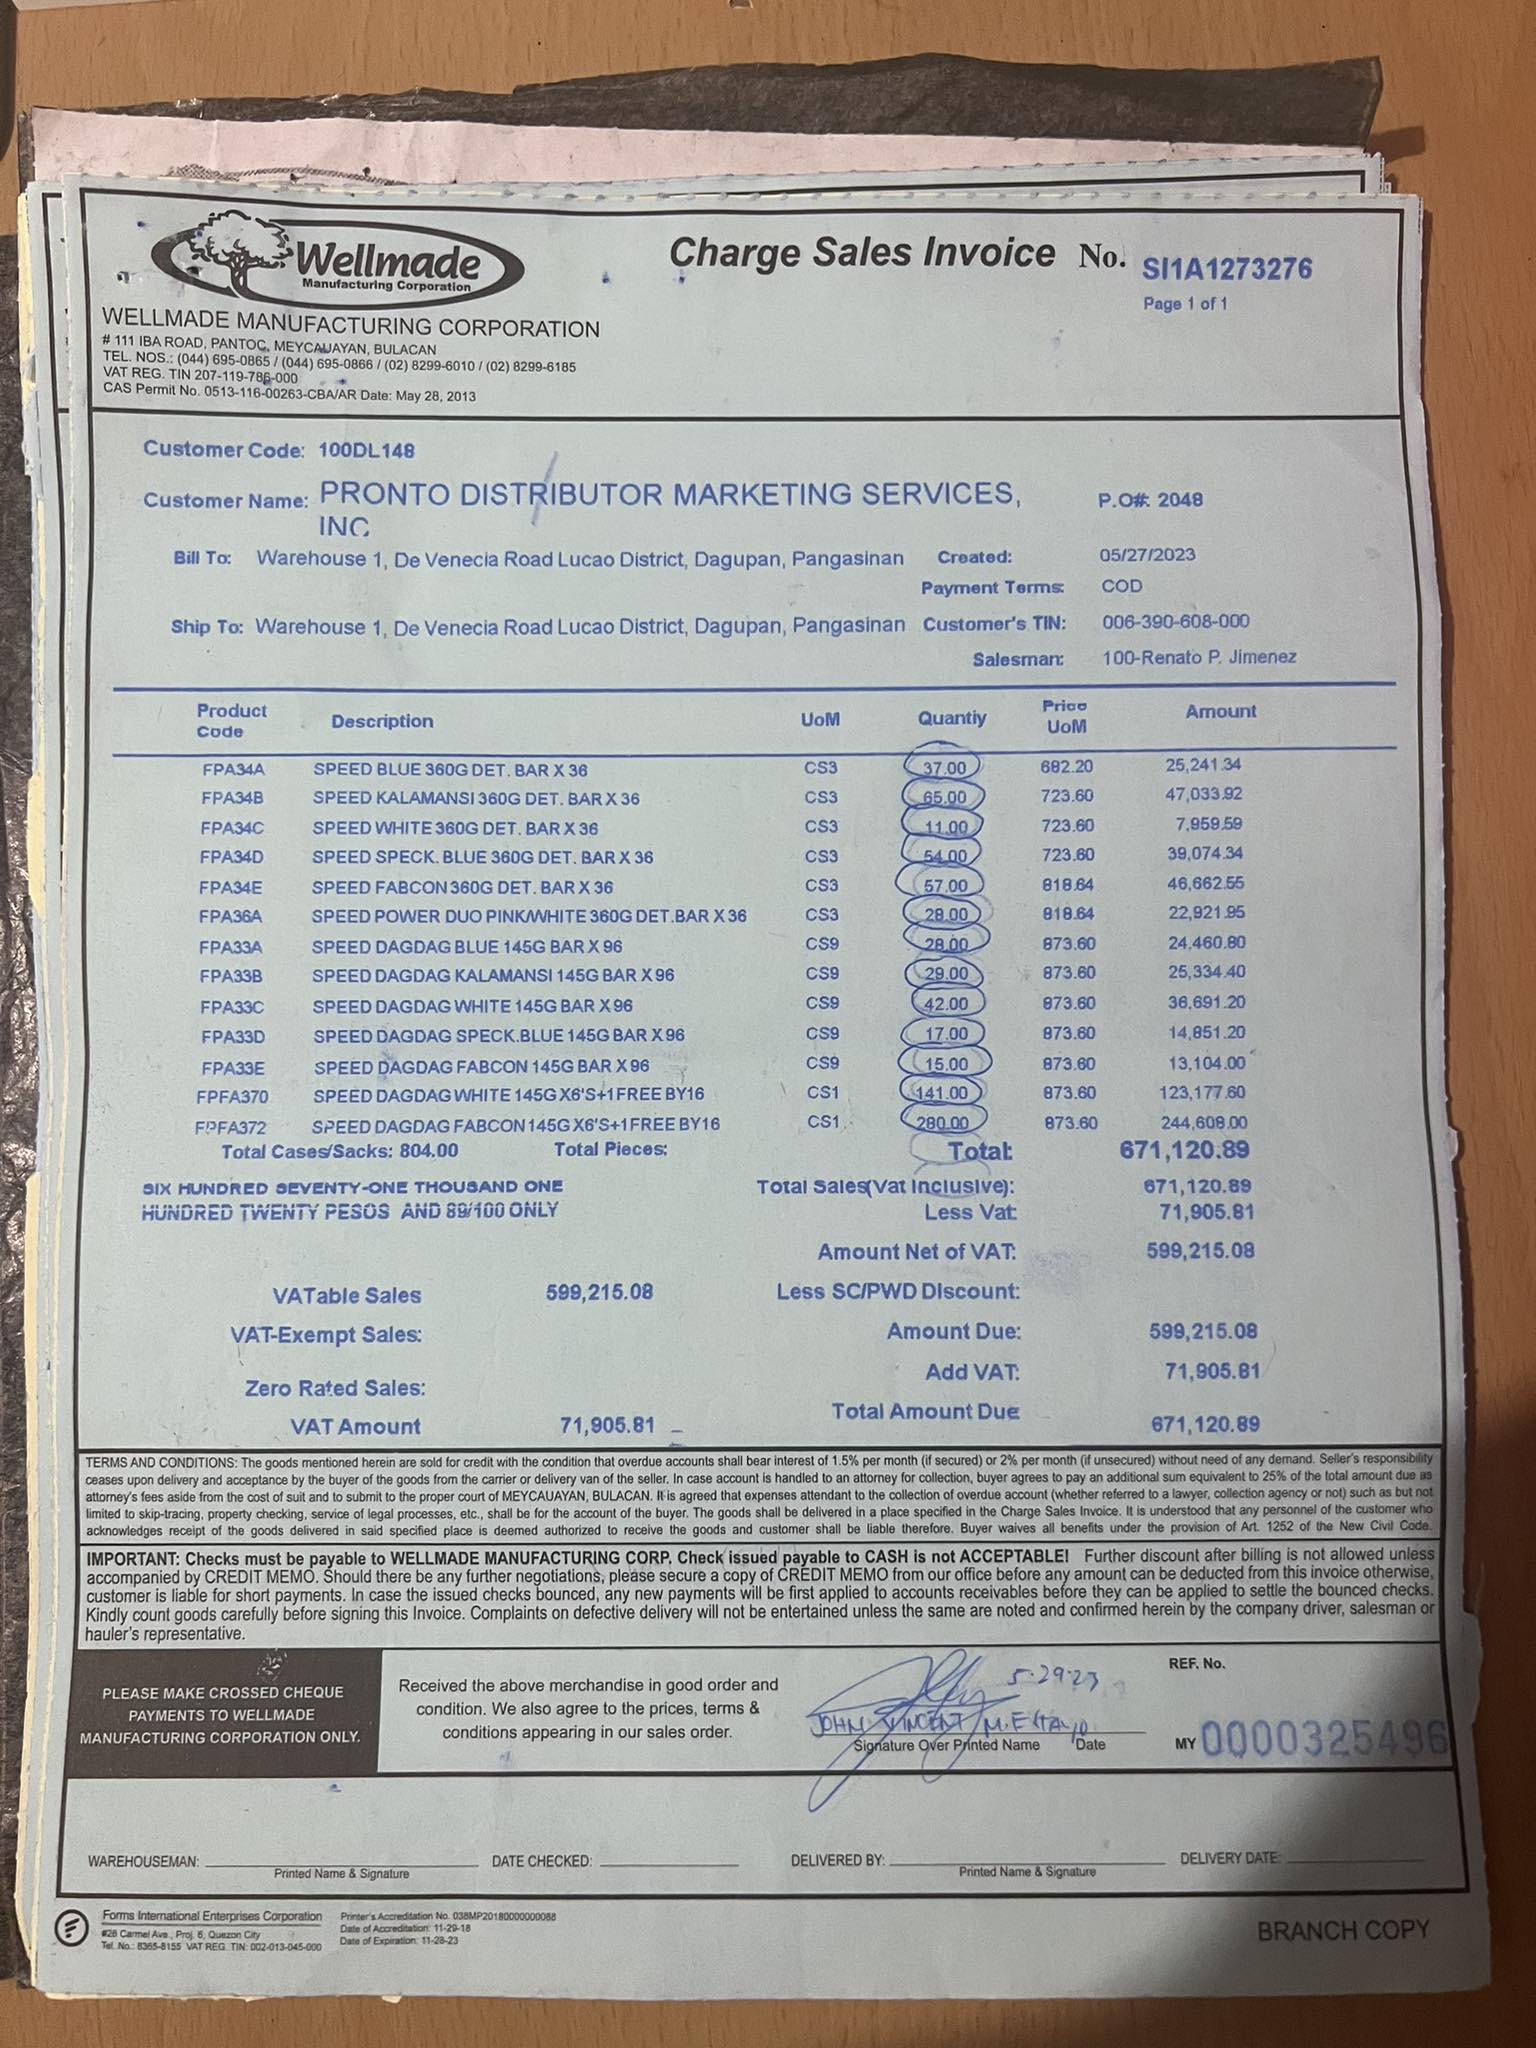 Wellmade
Manufacturing Corporation
Charge Sales Invoice No. SI1A1273276
Page 1 of 1
WELLMADE MANUFACTURING CORPORATION
# 111 IBA ROAD, PANTOC, MEYCAUAYAN, BULACAN
TEL. NOS.: (044) 695-0865 / (044) 695-0866 / (02) 8299-6010 / (02) 8299-6185
VAT REG. TIN 207-119-786-000
CAS Permit No. 0513-116-00263-CBA/AR Date: May 28, 2013
Customer Code: 100DL148
Customer Name: PRONTO DISTRIBUTOR MARKETING SERVICES, P.O#: 2048
INC
Bill To: Warehouse 1, De Venecia Road Lucao District, Dagupan, Pangasinan Created: 05/27/2023
Payment Terms: COD
Ship To: Warehouse 1, De Venecia Road Lucao District, Dagupan, Pangasinan Customer's TIN: 006-390-608-000
Salesman: 100-Renato P. Jimenez
Product Code Description UoM Quantiy Price UoM Amount
FPA34A SPEED BLUE 360G DET. BAR X 36 CS3 37.00 682.20 25,241.34
FPA34B SPEED KALAMANSI 360G DET. BAR X 36 CS3 65.00 723.60 47,033.92
FPA34C SPEED WHITE 360G DET. BAR X 36 CS3 11.00 723.60 7,959.59
FPA34D SPEED SPECK. BLUE 360G DET. BAR X 36 CS3 54.00 723.60 39,074.34
FPA34E SPEED FABCON 360G DET. BAR X 36 CS3 57.00 818.64 46,662.55
FPA36A SPEED POWER DUO PINK/WHITE 360G DET.BAR X 36 CS3 28.00 818.64 22,921.95
FPA33A SPEED DAGDAG BLUE 145G BAR X 96 CS9 28.00 873.60 24,460.80
FPA33B SPEED DAGDAG KALAMANSI 145G BAR X 96 CS9 29.00 873.60 25,334.40
FPA33C SPEED DAGDAG WHITE 145G BAR X 96 CS9 42.00 873.60 36,691.20
FPA33D SPEED DAGDAG SPECK.BLUE 145G BAR X 96 CS9 17.00 873.60 14,851.20
FPA33E SPEED DAGDAG FABCON 145G BAR X 96 CS9 15.00 873.60 13,104.00
FPFA370 SPEED DAGDAG WHITE 145G X6'S+1 FREE BY16 CS1 141.00 873.60 123,177.60
FPFA372 SPEED DAGDAG FABCON 145G X6'S+1 FREE BY16 CS1 280.00 873.60 244,608.00
Total Cases/Sacks: 804.00 Total Pieces: Total: 671,120.89
SIX HUNDRED SEVENTY-ONE THOUSAND ONE Total Sales(Vat Inclusive): 671,120.89
HUNDRED TWENTY PESOS AND 89/100 ONLY Less Vat: 71,905.81
Amount Net of VAT: 599,215.08
VATable Sales 599,215.08 Less SC/PWD Discount:
VAT-Exempt Sales: Amount Due: 599,215.08
Zero Rated Sales: Add VAT: 71,905.81
VAT Amount 71,905.81 Total Amount Due 671,120.89
TERMS AND CONDITIONS: The goods mentioned herein are sold for credit with the condition that overdue accounts shall bear interest of 1.5% per month (if secured) or 2% per month (if unsecured) without need of any demand. Seller's responsibility
ceases upon delivery and acceptance by the buyer of the goods from the carrier or delivery van of the seller. In case account is handled to an attorney for collection, buyer agrees to pay an additional sum equivalent to 25% of the total amount due as
attorney's fees aside from the cost of suit and to submit to the proper court of MEYCAUAYAN, BULACAN. It is agreed that expenses attendant to the collection of overdue account (whether referred to a lawyer, collection agency or not) such as but not
limited to skip-tracing, property checking, service of legal processes, etc., shall be for the account of the buyer. The goods shall be delivered in a place specified in the Charge Sales Invoice. It is understood that any personnel of the customer who
acknowledges receipt of the goods delivered in said specified place is deemed authorized to receive the goods and customer shall be liable therefore. Buyer waives all benefits under the provision of Art. 1252 of the New Civil Code.
IMPORTANT: Checks must be payable to WELLMADE MANUFACTURING CORP. Check issued payable to CASH is not ACCEPTABLE! Further discount after billing is not allowed unless
accompanied by CREDIT MEMO. Should there be any further negotiations, please secure a copy of CREDIT MEMO from our office before any amount can be deducted from this invoice otherwise,
customer is liable for short payments. In case the issued checks bounced, any new payments will be first applied to accounts receivables before they can be applied to settle the bounced checks.
Kindly count goods carefully before signing this Invoice. Complaints on defective delivery will not be entertained unless the same are noted and confirmed herein by the company driver, salesman or
hauler's representative.
PLEASE MAKE CROSSED CHEQUE
PAYMENTS TO WELLMADE
MANUFACTURING CORPORATION ONLY.
Received the above merchandise in good order and
condition. We also agree to the prices, terms &
conditions appearing in our sales order.
5-29-23
JOHN VINCENT M.
Signature Over Printed Name Date
REF. No.
MY 0000325496
WAREHOUSEMAN: DATE CHECKED: DELIVERED BY: DELIVERY DATE:
Printed Name & Signature Printed Name & Signature
Forms International Enterprises Corporation
#26 Carmel Ave., Proj. 6, Quezon City
Tel. No.: 8365-8155 VAT REG. TIN: 002-013-045-000
Printer's Accreditation No. 038MP20180000000088
Date of Accreditation: 11-29-18
Date of Expiration: 11-28-23
BRANCH COPY